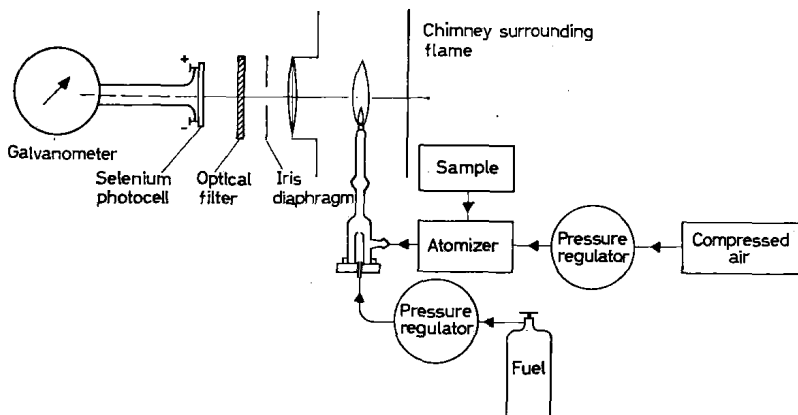 Chimney surrounding
flame
+
-
Galvanometer
Selenium
photocell
Optical
filter
Iris
diaphragm
Sample
Atomizer
Pressure
regulator
Compressed
air
Pressure
regulator
Fuel